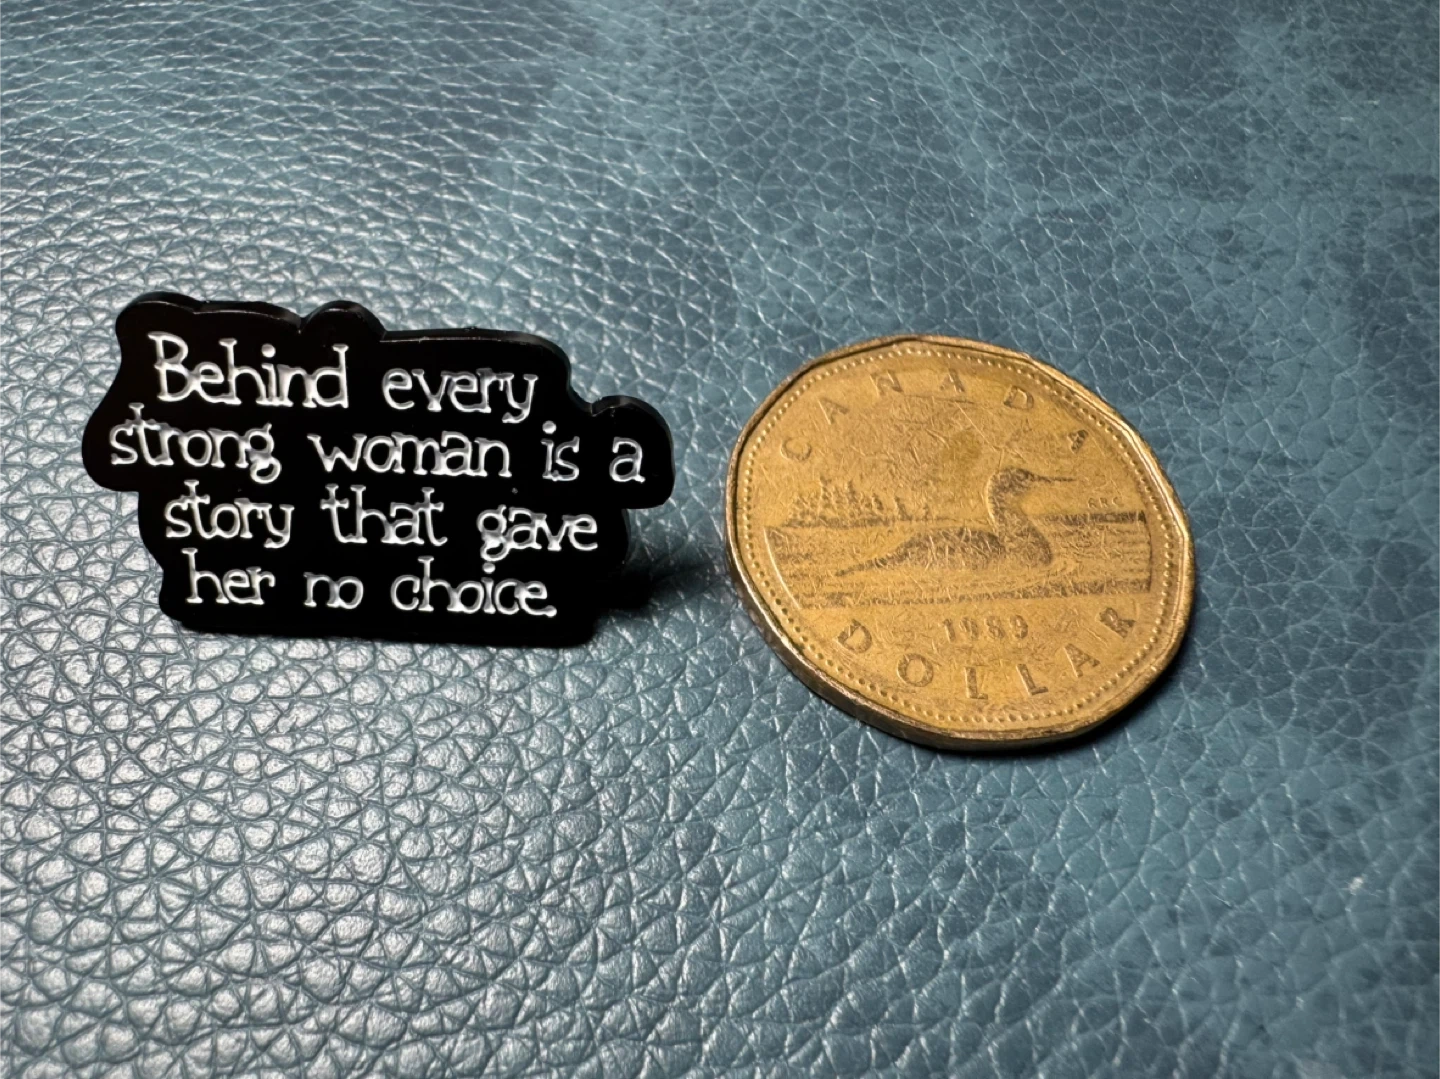 Behind every
strong woman is a
story that gave
her no choice.
CANADA
1989
DOLLAR